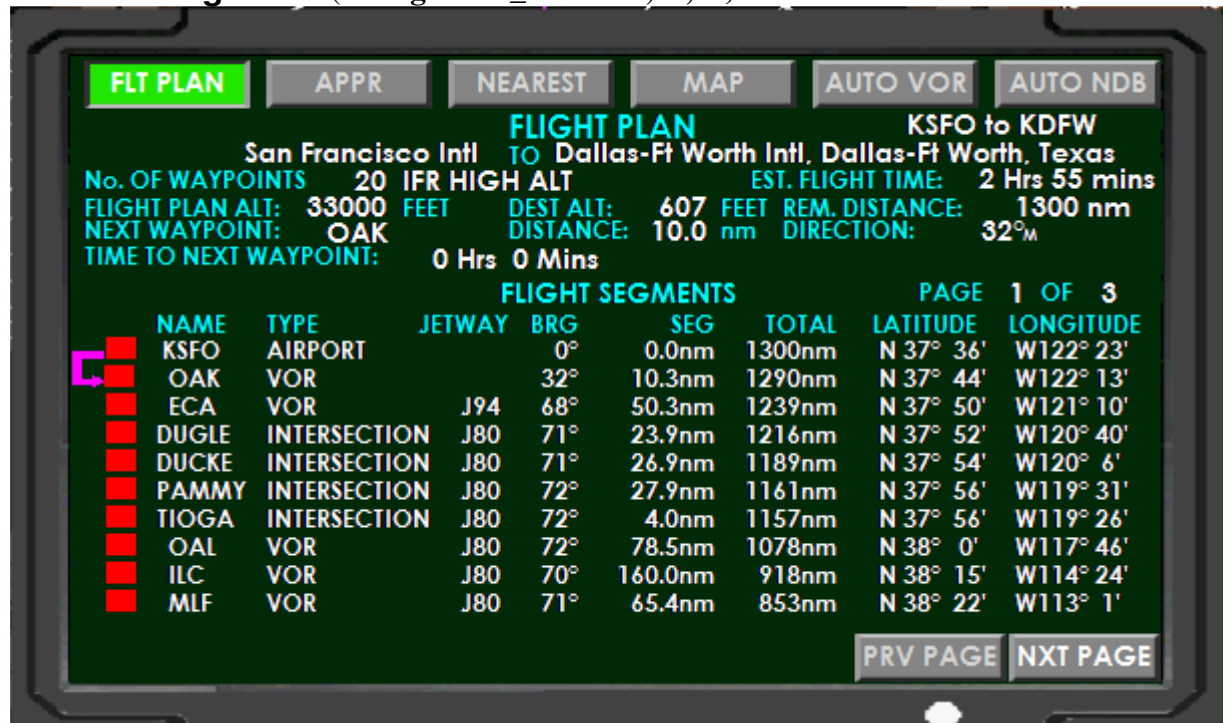 FLT PLAN APPR NEAREST MAP AUTO VOR AUTO NDB
FLIGHT PLAN KSFO to KDFW
San Francisco Intl TO Dallas-Ft Worth Intl, Dallas-Ft Worth, Texas
No. OF WAYPOINTS 20 IFR HIGH ALT EST. FLIGHT TIME: 2 Hrs 55 mins
FLIGHT PLAN ALT: 33000 FEET DEST ALT: 607 FEET REM. DISTANCE: 1300 nm
NEXT WAYPOINT: OAK DISTANCE: 10.0 nm DIRECTION: 32°M
TIME TO NEXT WAYPOINT: 0 Hrs 0 Mins
FLIGHT SEGMENTS PAGE 1 OF 3
NAME TYPE JETWAY BRG SEG TOTAL LATITUDE LONGITUDE
KSFO AIRPORT 0° 0.0nm 1300nm N 37° 36' W122° 23'
OAK VOR 32° 10.3nm 1290nm N 37° 44' W122° 13'
ECA VOR J94 68° 50.3nm 1239nm N 37° 50' W121° 10'
DUGLE INTERSECTION J80 71° 23.9nm 1216nm N 37° 52' W120° 40'
DUCKE INTERSECTION J80 71° 26.9nm 1189nm N 37° 54' W120° 6'
PAMMY INTERSECTION J80 72° 27.9nm 1161nm N 37° 56' W119° 31'
TIOGA INTERSECTION J80 72° 4.0nm 1157nm N 37° 56' W119° 26'
OAL VOR J80 72° 78.5nm 1078nm N 38° 0' W117° 46'
ILC VOR J80 70° 160.0nm 918nm N 38° 15' W114° 24'
MLF VOR J80 71° 65.4nm 853nm N 38° 22' W113° 1'
PRV PAGE NXT PAGE